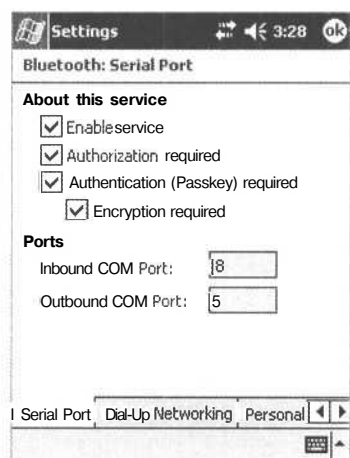 Settings 3:28 ok
Bluetooth: Serial Port
About this service
Enable service
Authorization required
Authentication (Passkey) required
Encryption required
Ports
Inbound COM Port: 8
Outbound COM Port: 5
Serial Port Dial-Up Networking Personal